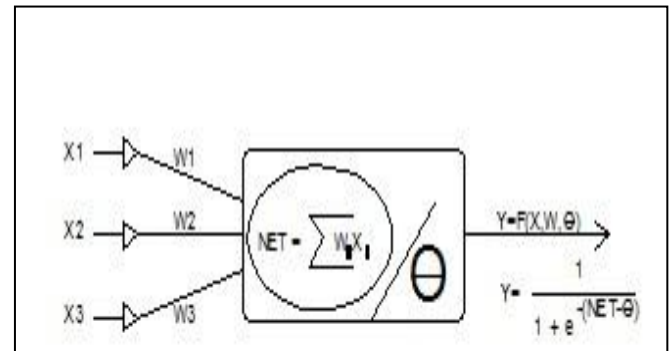 X1
W1
X2
W2
NET = ∑ WiXi
θ
Y=F(X,W,θ)
Y= 1 / 1 + e -(NET-θ)
X3
W3